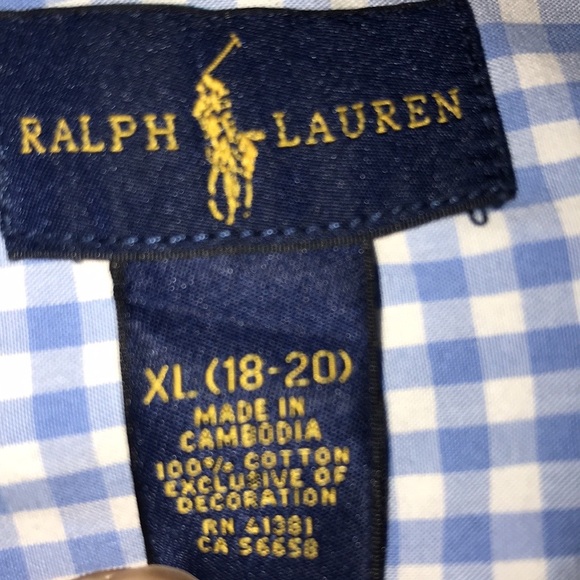 RALPH LAUREN
XL (18-20)
MADE IN
CAMBODIA
100% COTTON
EXCLUSIVE OF
DECORATION
RN 41381
CA 56658